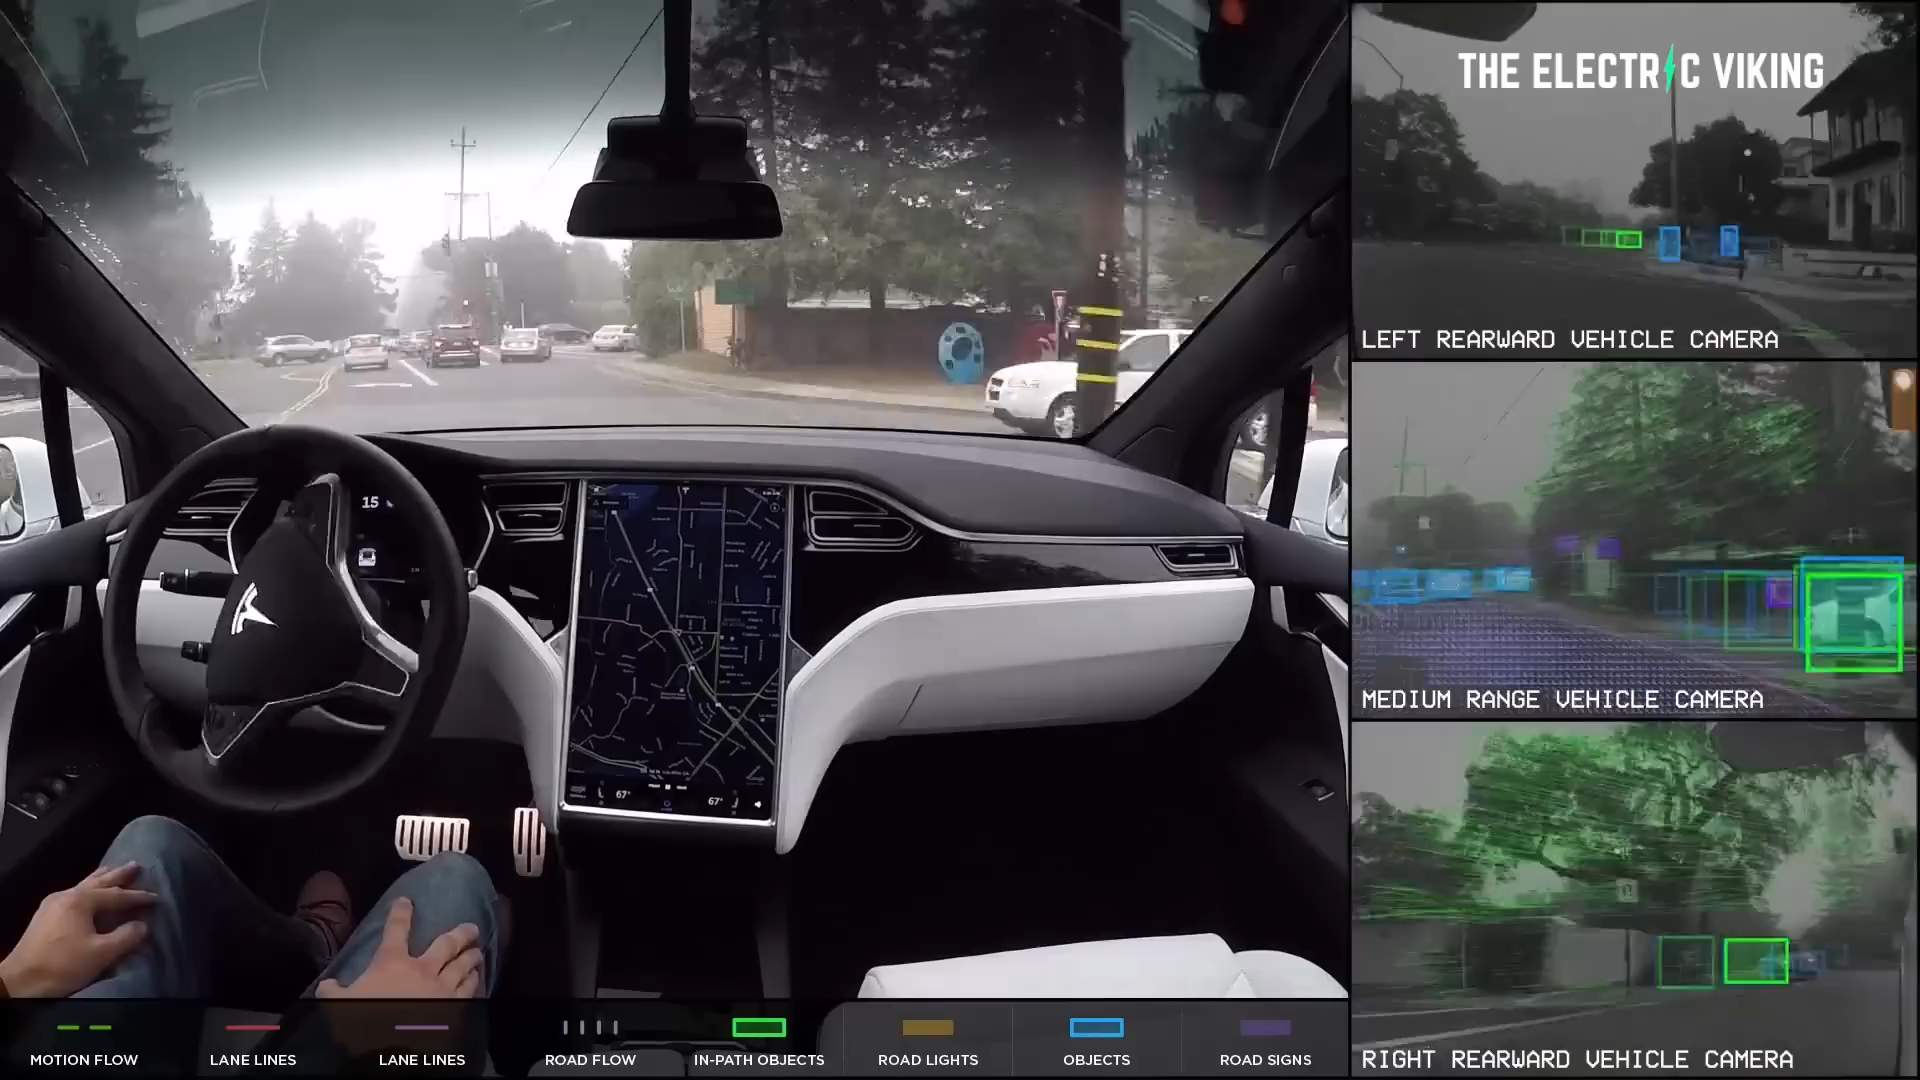 THE ELECTRIC VIKING
LEFT REARWARD VEHICLE CAMERA
15
MEDIUM RANGE VEHICLE CAMERA
67°
67°
RIGHT REARWARD VEHICLE CAMERA
MOTION FLOW
LANE LINES
LANE LINES
ROAD FLOW
IN-PATH OBJECTS
ROAD LIGHTS
OBJECTS
ROAD SIGNS